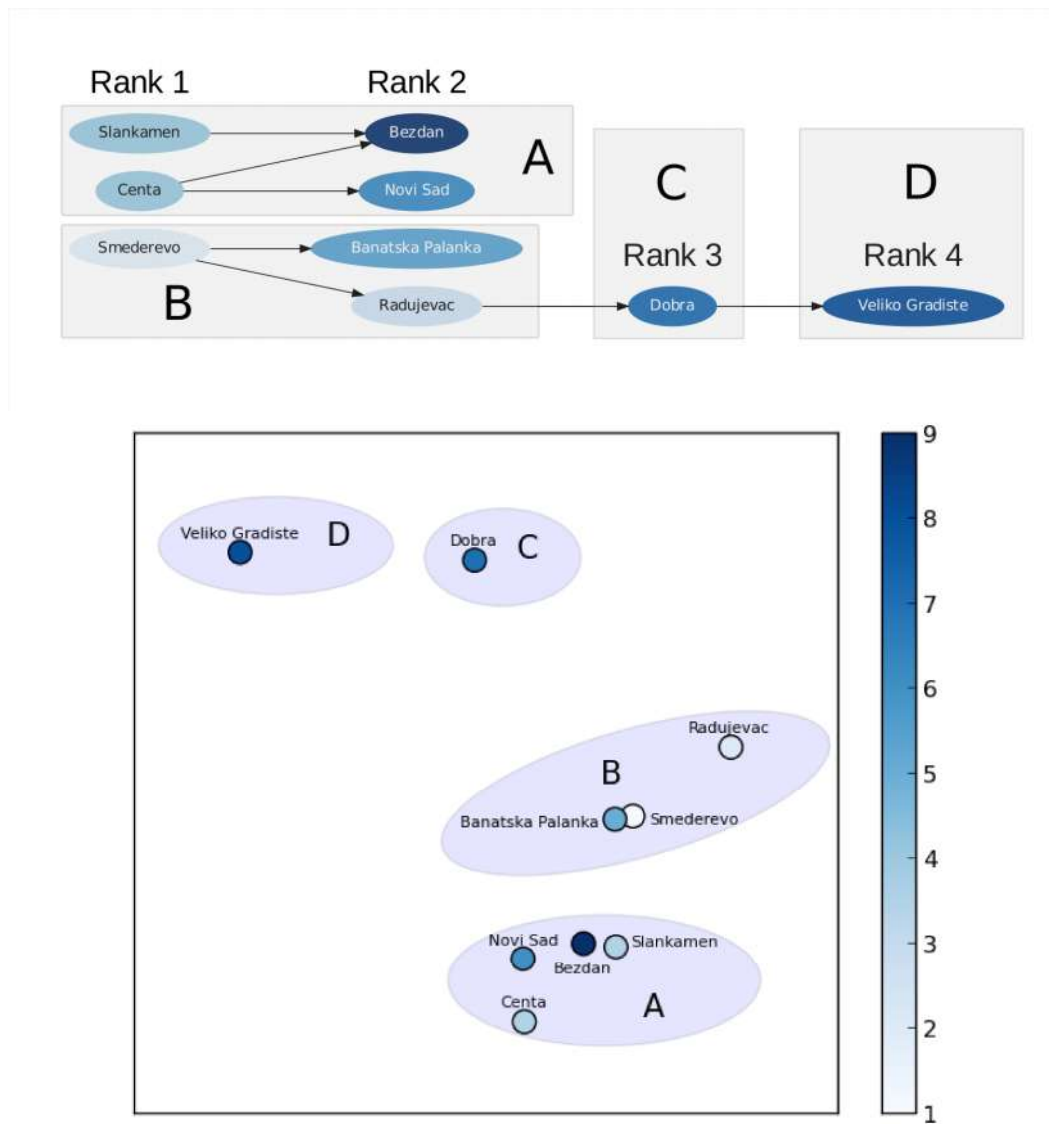 Rank 1 Rank 2
Slankamen Bezdan A
Centa Novi Sad C D
Smederevo Banatska Palanka Rank 3 Rank 4
B Radujevac Dobra Veliko Gradiste
9
Veliko Gradiste D Dobra C 8
7
6
Radujevac
B 5
Banatska Palanka Smederevo
4
Novi Sad Slankamen
Bezdan 3
Centa A
2
1